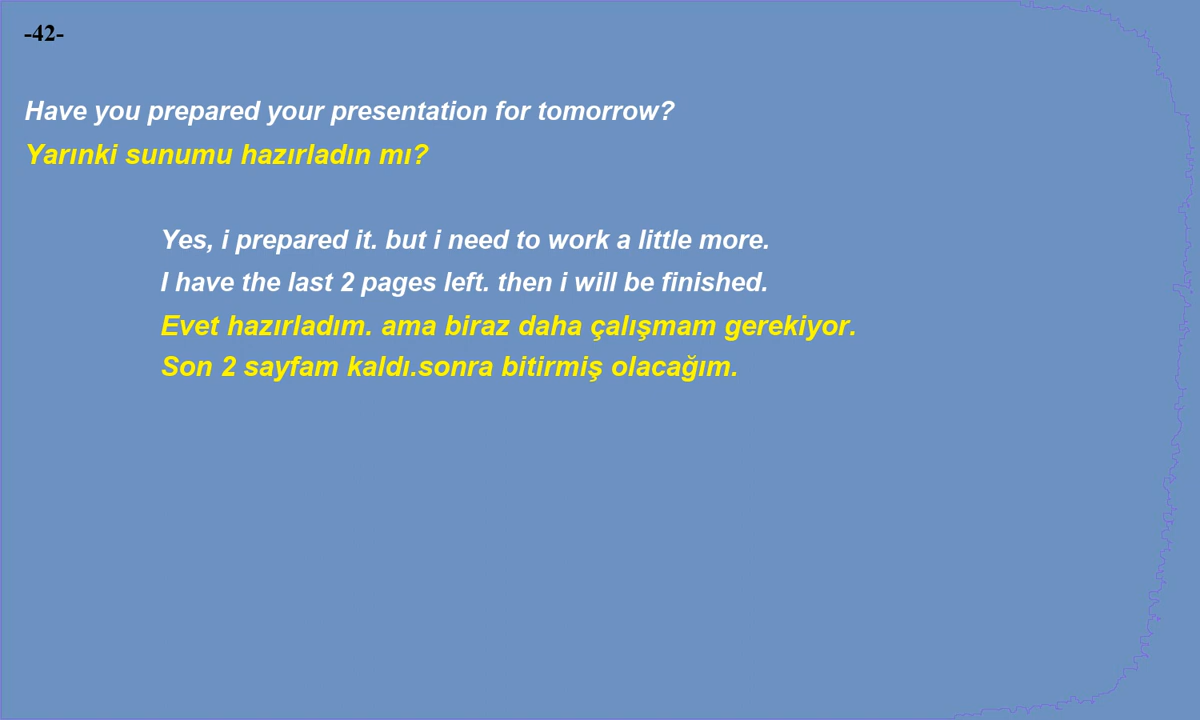 -42-
Have you prepared your presentation for tomorrow?
Yarınki sunumu hazırladın mı?
Yes, i prepared it. but i need to work a little more.
I have the last 2 pages left. then i will be finished.
Evet hazırladım. ama biraz daha çalışmam gerekiyor.
Son 2 sayfam kaldı.sonra bitirmiş olacağım.